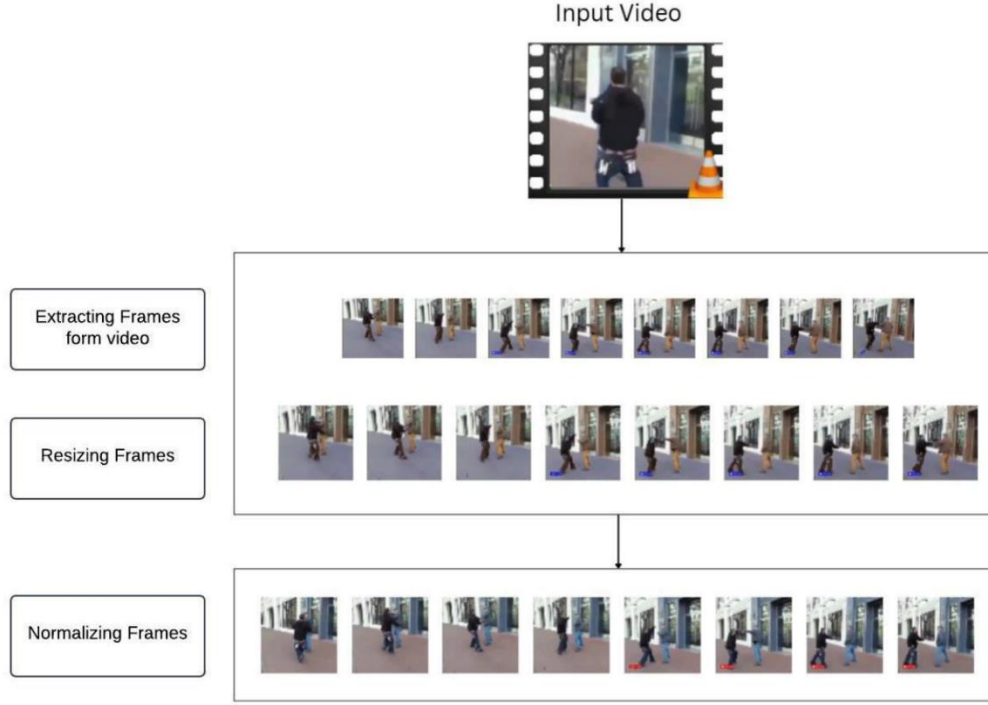 Input Video
Extracting Frames
form video
Resizing Frames
Normalizing Frames